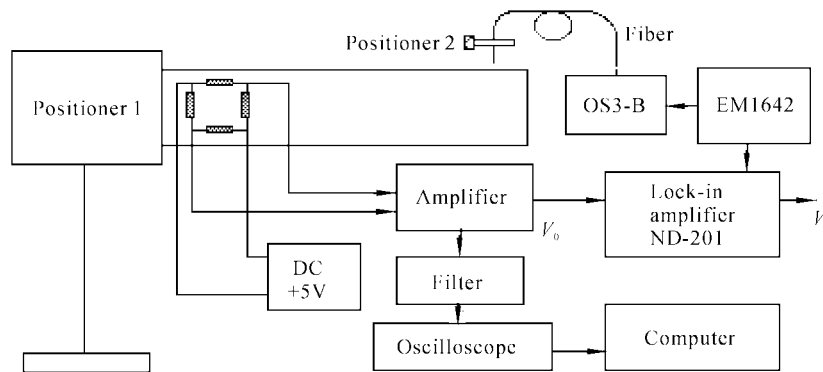 Positioner 2
Fiber
Positioner 1
OS3-B
EM1642
Amplifier
V₀
Lock-in
amplifier
ND-201
V
DC
+5V
Filter
Oscilloscope
Computer